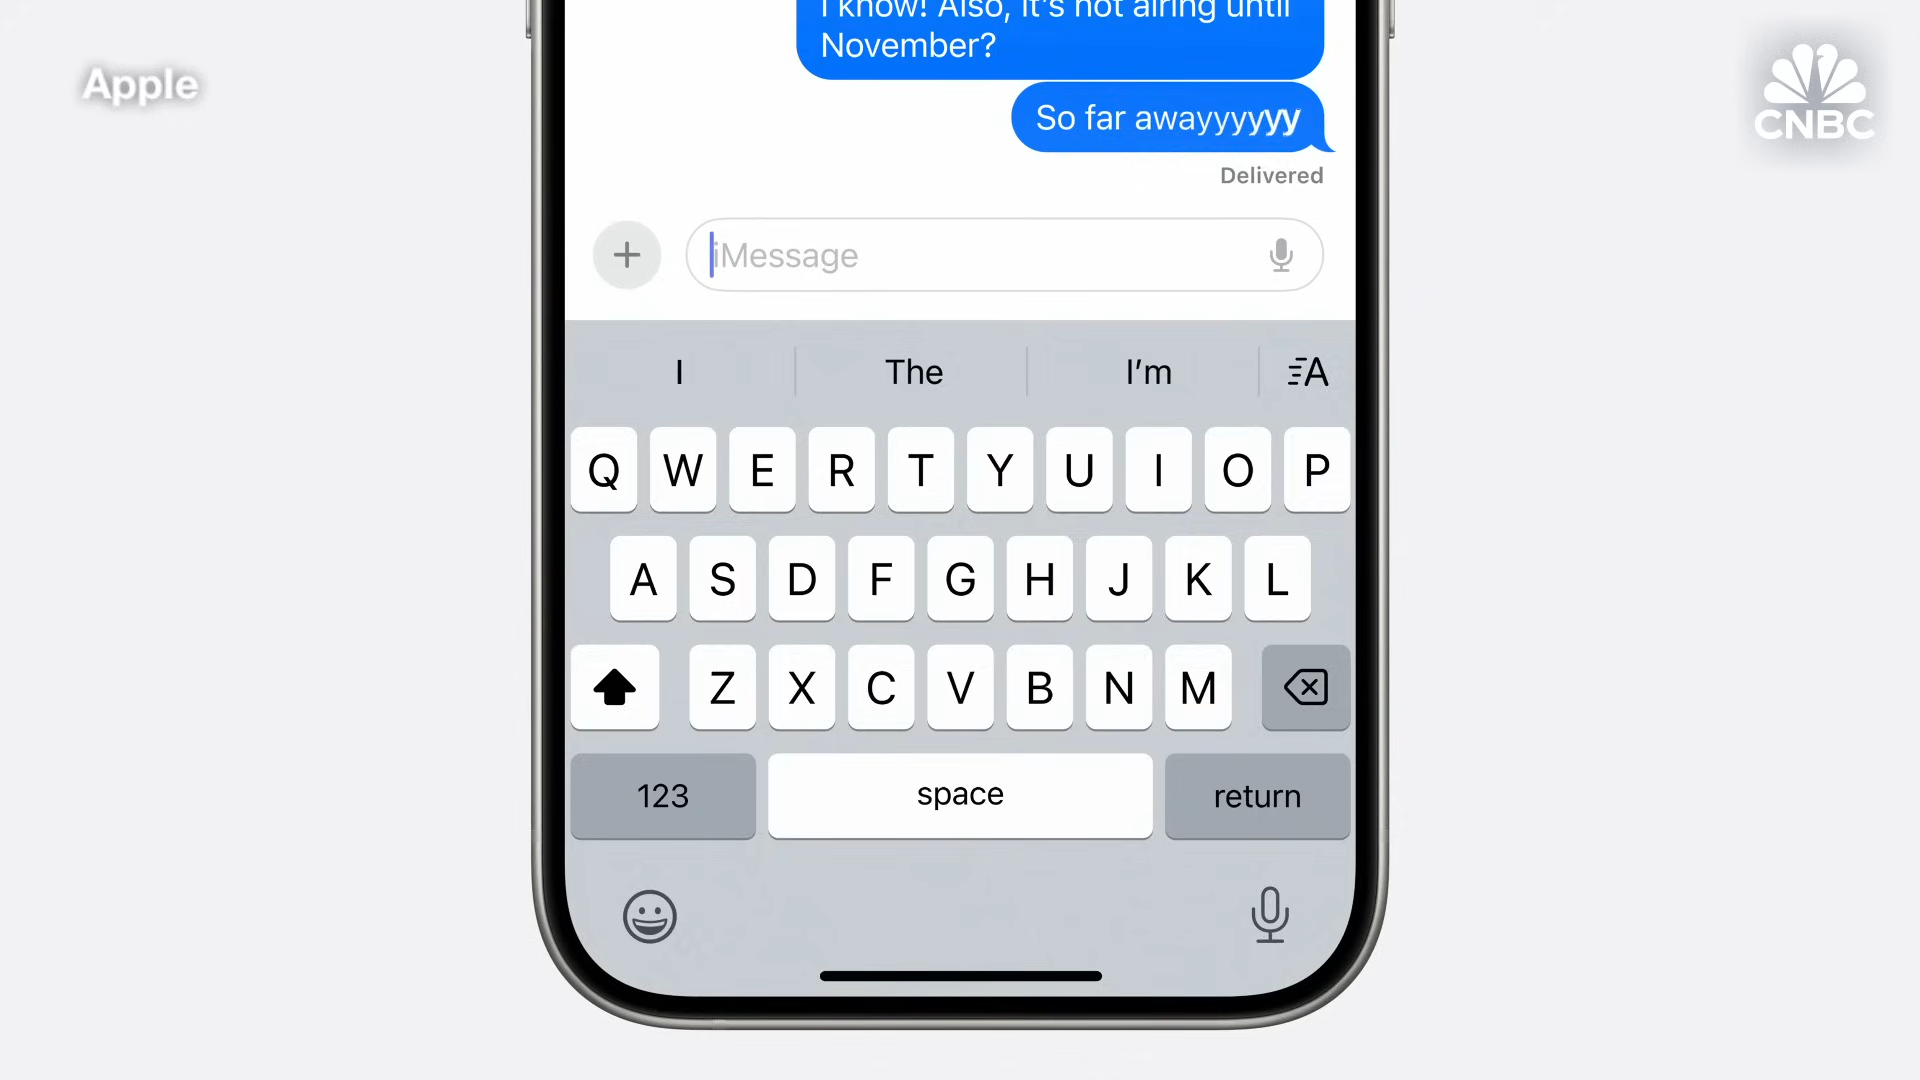 Apple
CNBC
I know! Also, it's not airing until
November?
So far awayyyyyy
Delivered
iMessage
I The I'm A
Q W E R T Y U I O P
A S D F G H J K L
Z X C V B N M
123 space return